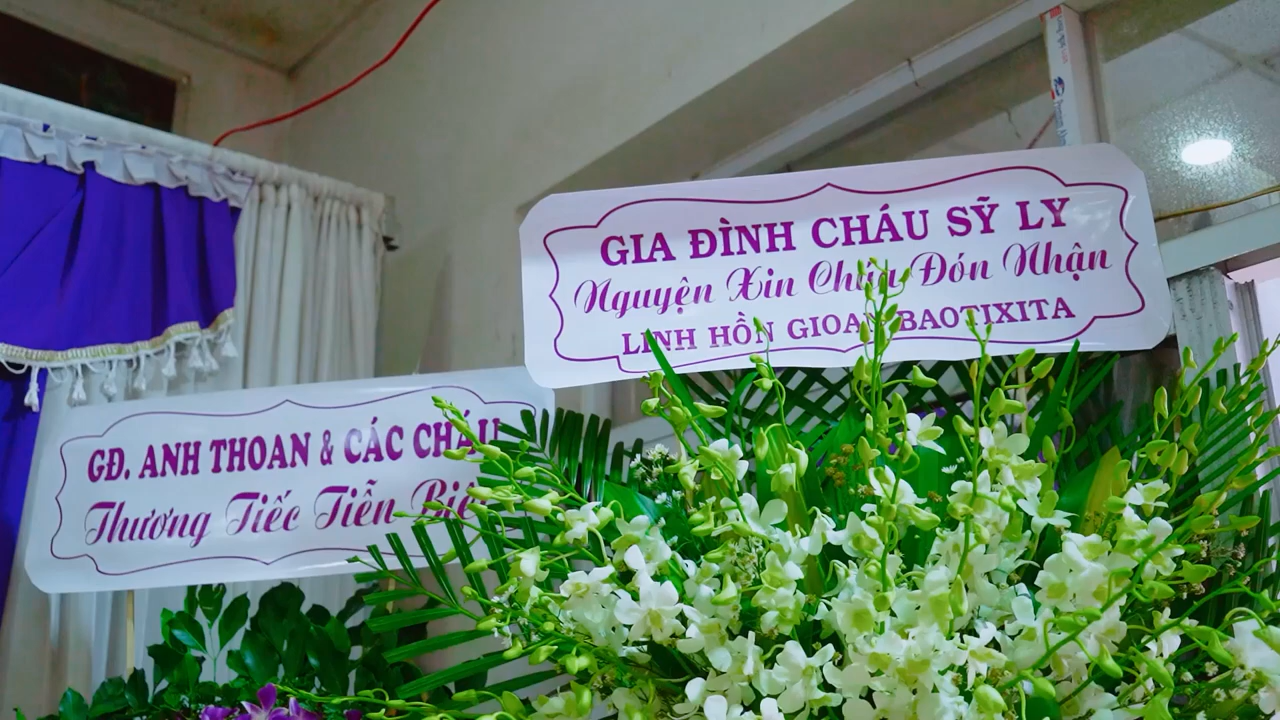 GIA ĐÌNH CHÁU SỸ LY
Nguyện Xin Chúa Đón Nhận
LINH HỒN GIOAN BAOTIXITA
GĐ. ANH THOAN & CÁC CHÁU
Thương Tiếc Tiễn Biệt